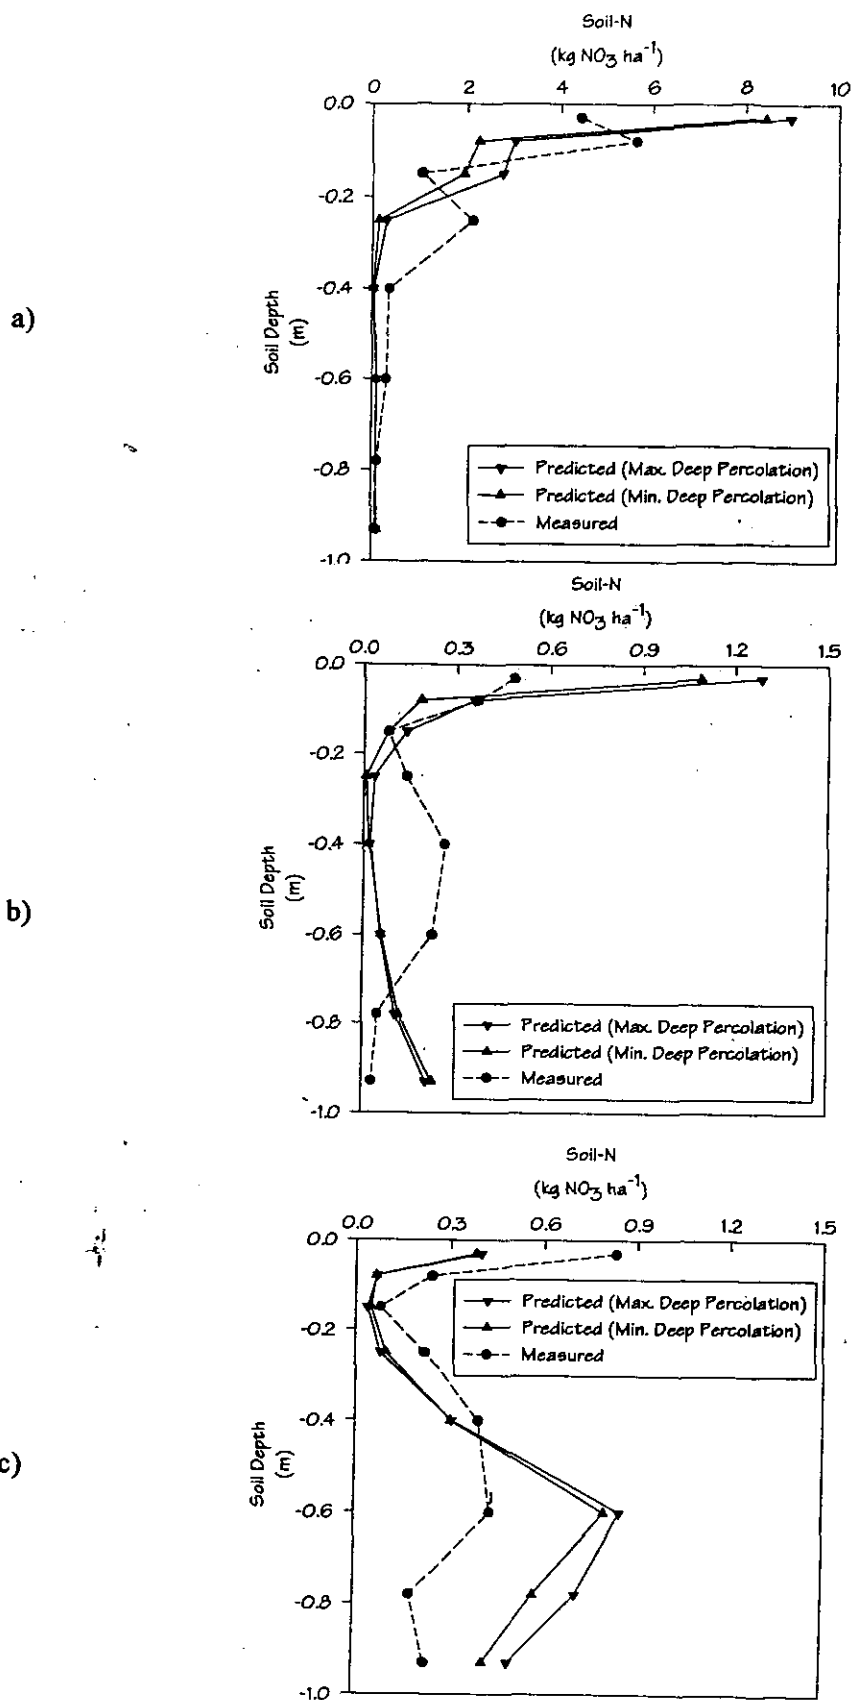 Soil-N
(kg NO3 ha-1)
0 2 4 6 8 10
0.0
-0.2
-0.4
-0.6
-0.8
-1.0
Soil Depth
(m)
a)
Predicted (Max. Deep Percolation)
Predicted (Min. Deep Percolation)
Measured
Soil-N
(kg NO3 ha-1)
0.0 0.3 0.6 0.9 1.2 1.5
0.0
-0.2
-0.4
-0.6
-0.8
-1.0
Soil Depth
(m)
b)
Predicted (Max. Deep Percolation)
Predicted (Min. Deep Percolation)
Measured
Soil-N
(kg NO3 ha-1)
0.0 0.3 0.6 0.9 1.2 1.5
0.0
-0.2
-0.4
-0.6
-0.8
-1.0
Soil Depth
(m)
c)
Predicted (Max. Deep Percolation)
Predicted (Min. Deep Percolation)
Measured